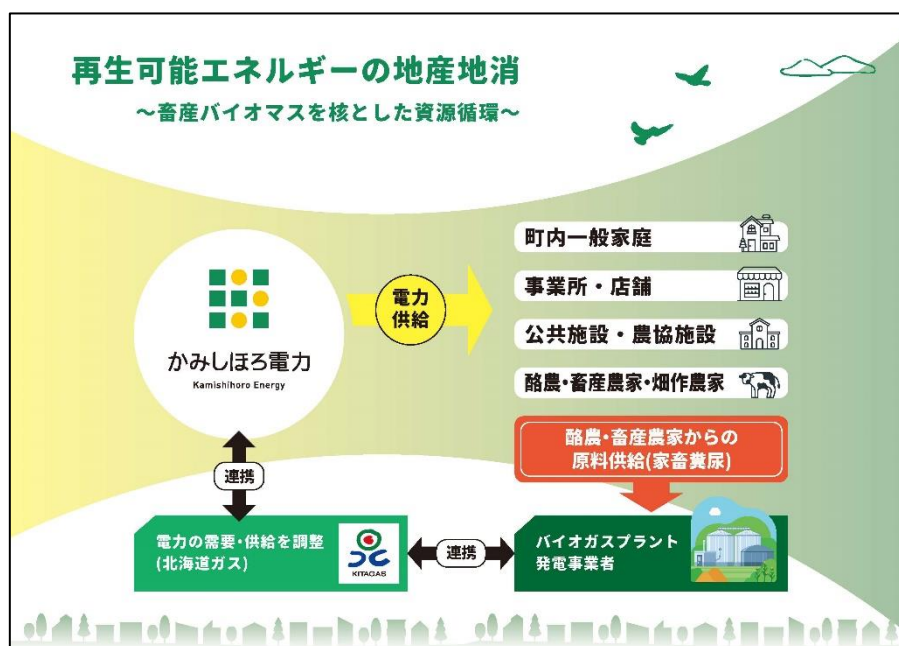 再生可能エネルギーの地産地消
～畜産バイオマスを核とした資源循環～
かみしほろ電力
Kamishihoro Energy
電力
供給
町内一般家庭
事業所・店舗
公共施設・農協施設
酪農・畜産農家・畑作農家
酪農・畜産農家からの
原料供給(家畜糞尿)
連携
電力の需要・供給を調整
(北海道ガス)
KITAGAS
連携
バイオガスプラント
発電事業者